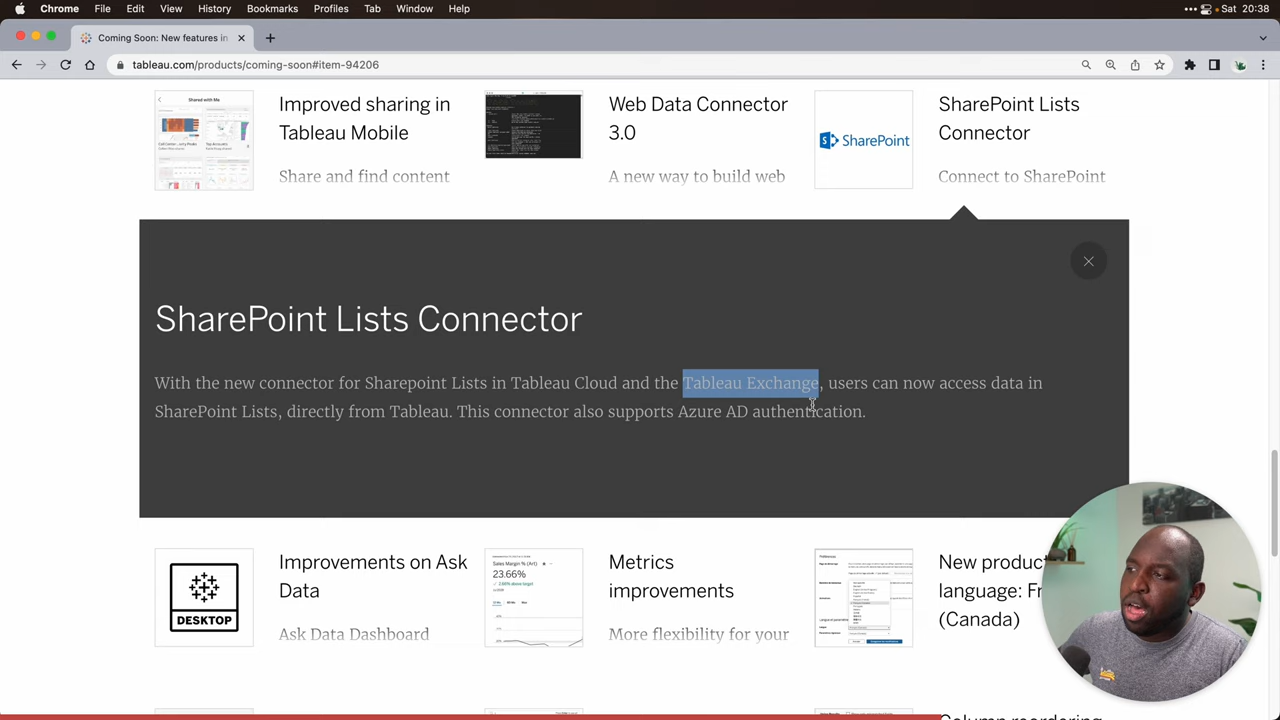 Chrome File Edit View History Bookmarks Profiles Tab Window Help
Sat 20:38
Coming Soon: New features in
tableau.com/products/coming-soon#item-94206
Shared with Me
Improved sharing in
Tableau Mobile
Share and find content
Web Data Connector
3.0
A new way to build web
SharePoint
SharePoint Lists
Connector
Connect to SharePoint
SharePoint Lists Connector
With the new connector for Sharepoint Lists in Tableau Cloud and the Tableau Exchange, users can now access data in
SharePoint Lists, directly from Tableau. This connector also supports Azure AD authentication.
DESKTOP
Improvements on Ask
Data
Ask Data Dashboard
Sales Margin % (Art)
23.66%
Metrics
Improvements
More flexibility for your
New product
language:
(Canada)
Column reordering